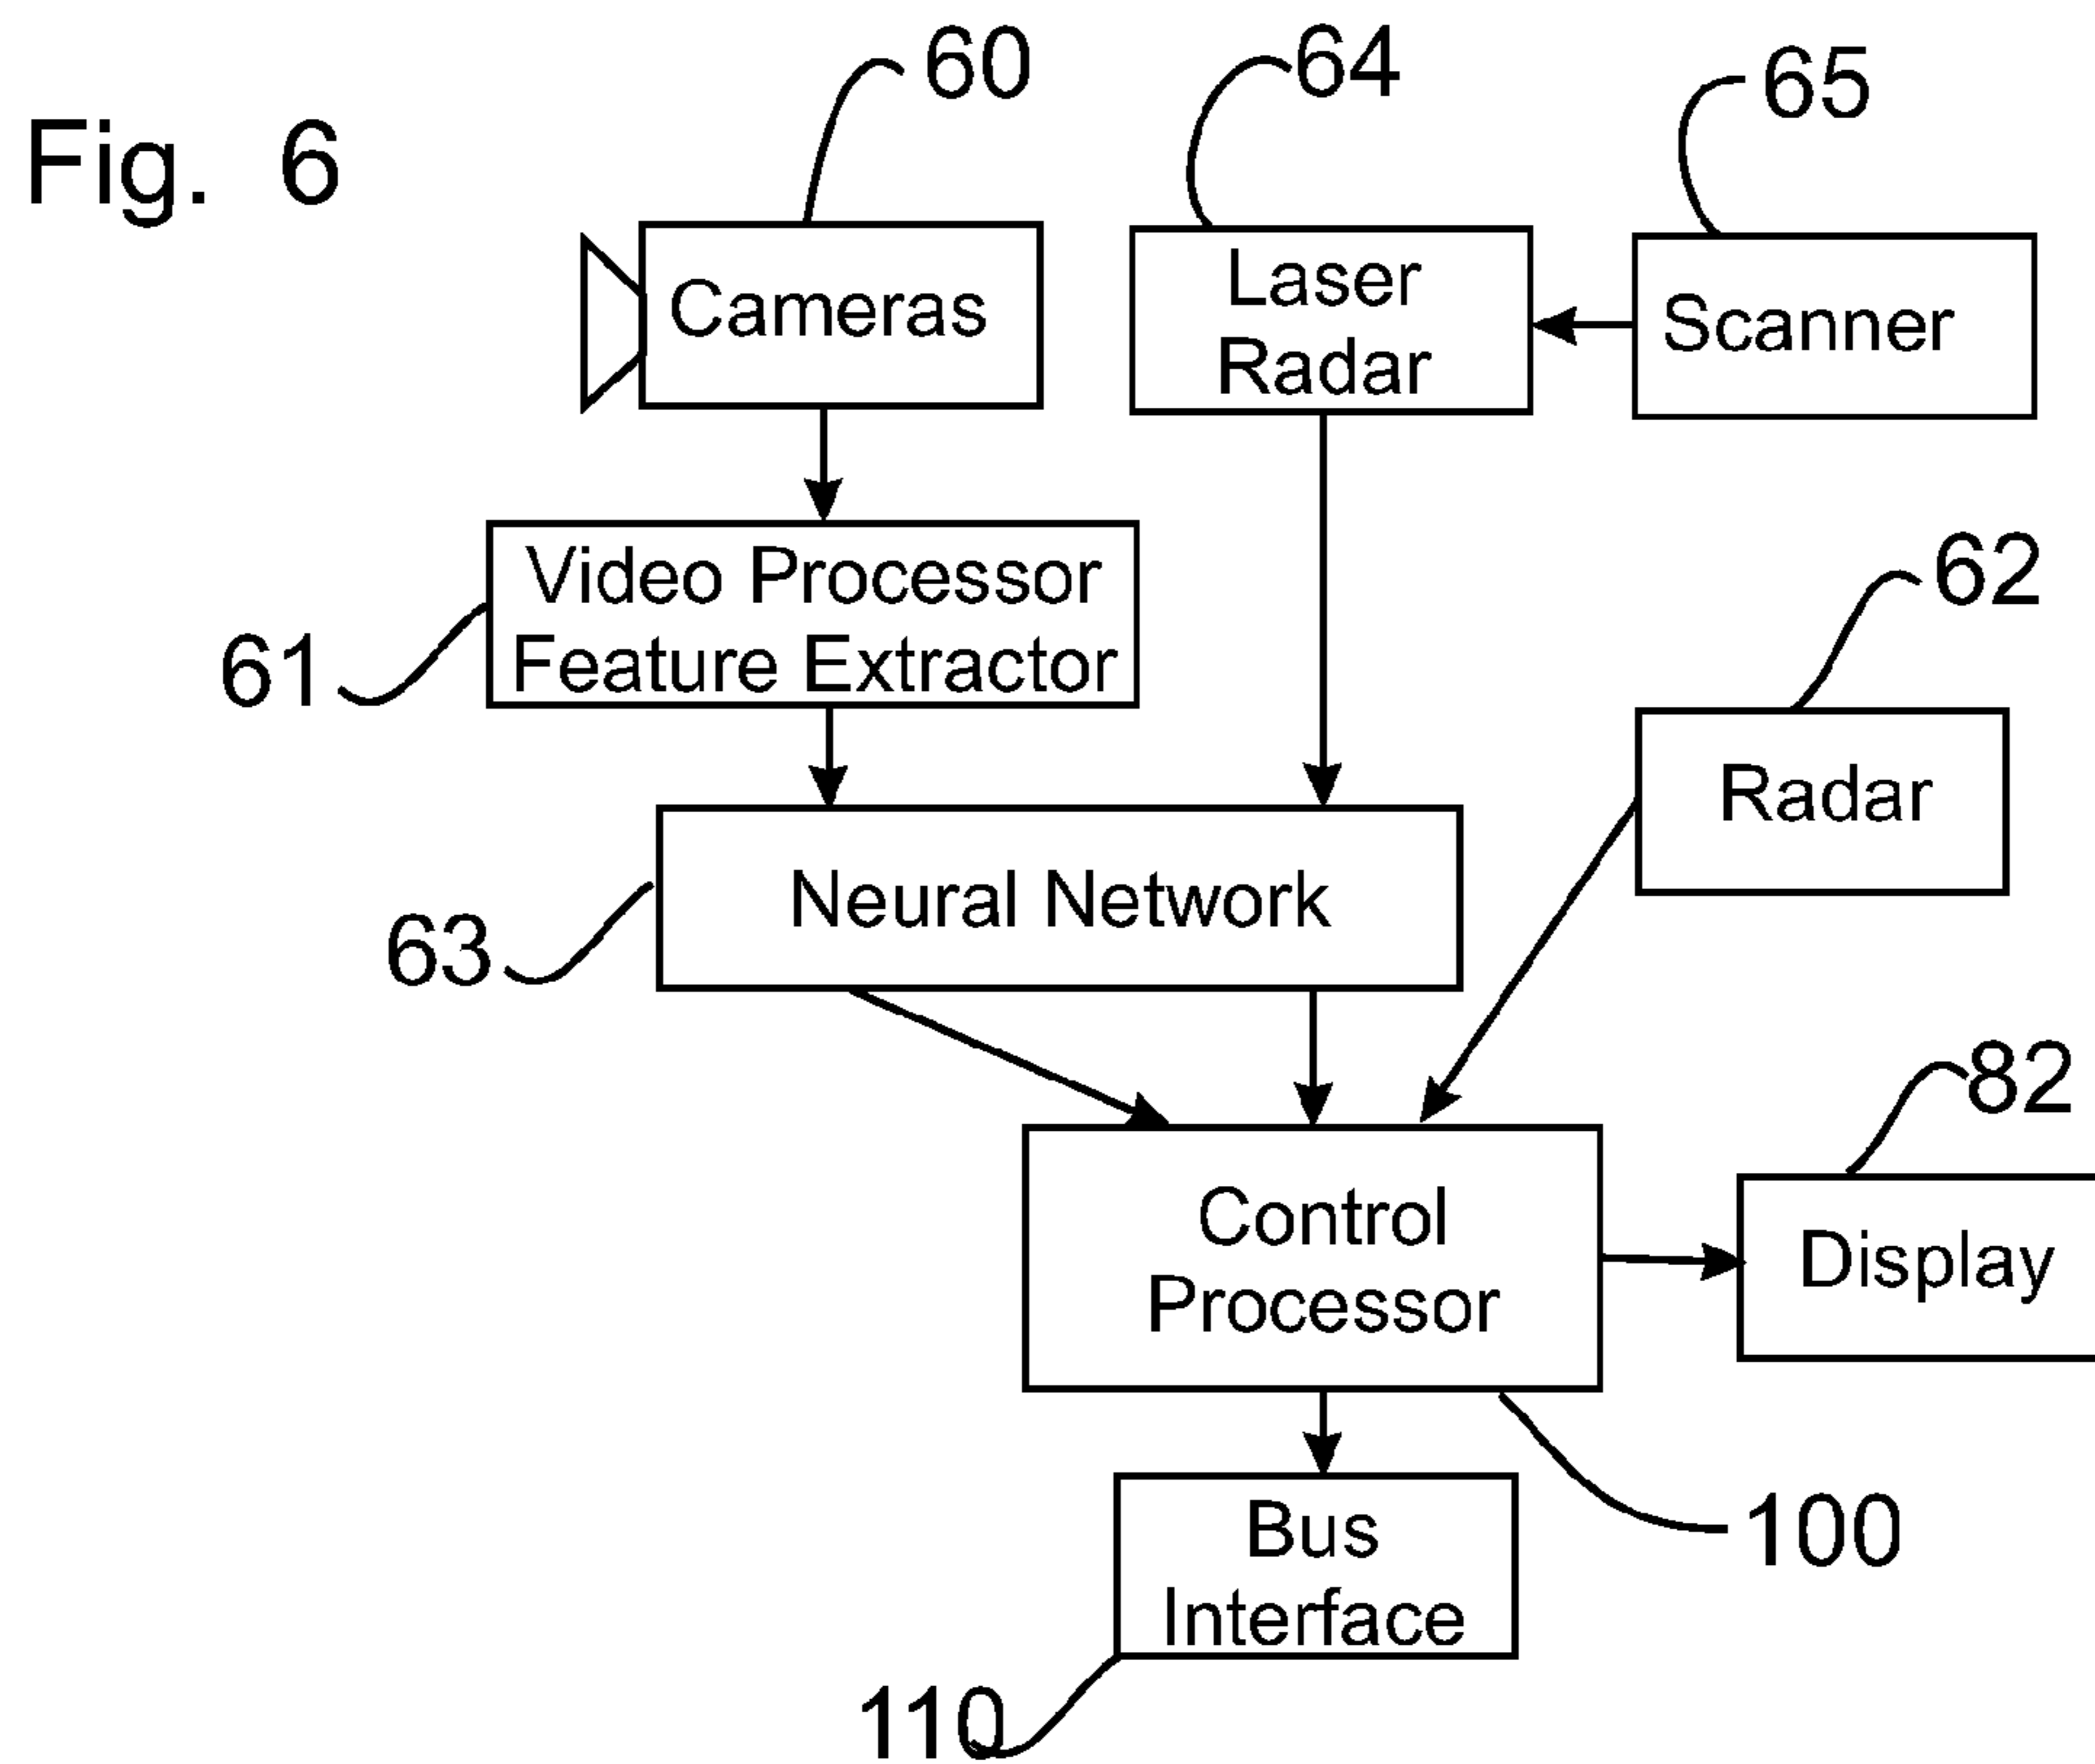 Fig. 6
60
64
65
Cameras
Laser
Radar
Scanner
Video Processor
Feature Extractor
61
62
Radar
Neural Network
63
82
Control
Processor
Display
Bus
Interface
100
110